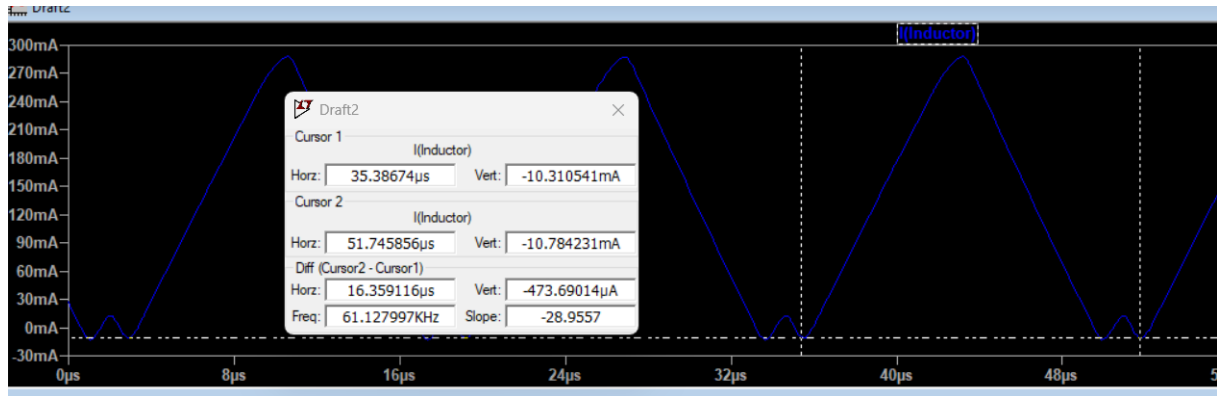 Draft2
I(Inductor)
300mA
270mA
240mA
210mA
180mA
150mA
120mA
90mA
60mA
30mA
0mA
-30mA
0µs 8µs 16µs 24µs 32µs 40µs 48µs 5
Draft2
Cursor 1
I(Inductor)
Horz: 35.38674µs Vert: -10.310541mA
Cursor 2
I(Inductor)
Horz: 51.745856µs Vert: -10.784231mA
Diff (Cursor2 - Cursor1)
Horz: 16.359116µs Vert: -473.69014µA
Freq: 61.127997KHz Slope: -28.9557